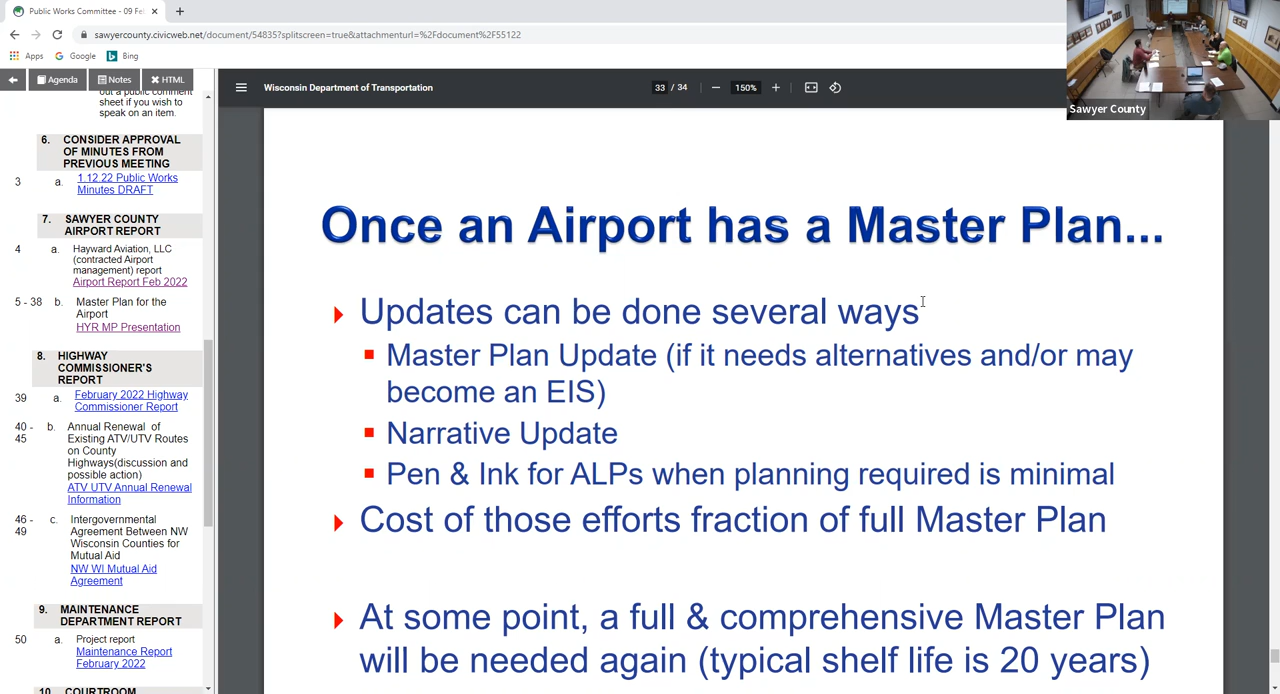 Public Works Committee - 09 Fe
sawyercounty.civicweb.net/document/54835?splitscreen=true&attachmenturl=%2Fdocument%2F55122
Apps Google Bing
Agenda Notes HTML
out a public comment
sheet if you wish to
speak on an item.
6. CONSIDER APPROVAL
OF MINUTES FROM
PREVIOUS MEETING
3 a. 1.12.22 Public Works
Minutes DRAFT
7. SAWYER COUNTY
AIRPORT REPORT
4 a. Hayward Aviation, LLC
(contracted Airport
management) report
Airport Report Feb 2022
5 - 38 b. Master Plan for the
Airport
HYR MP Presentation
8. HIGHWAY
COMMISSIONER'S
REPORT
39 a. February 2022 Highway
Commissioner Report
40 - b. Annual Renewal of
45 Existing ATV/UTV Routes
on County
Highways(discussion and
possible action)
ATV UTV Annual Renewal
Information
46 - c. Intergovernmental
49 Agreement Between NW
Wisconsin Counties for
Mutual Aid
NW WI Mutual Aid
Agreement
9. MAINTENANCE
DEPARTMENT REPORT
50 a. Project report
Maintenance Report
February 2022
10. COURTROOM
Wisconsin Department of Transportation
33 / 34
150%
Sawyer County
Once an Airport has a Master Plan...
Updates can be done several ways
Master Plan Update (if it needs alternatives and/or may
become an EIS)
Narrative Update
Pen & Ink for ALPs when planning required is minimal
Cost of those efforts fraction of full Master Plan
At some point, a full & comprehensive Master Plan
will be needed again (typical shelf life is 20 years)